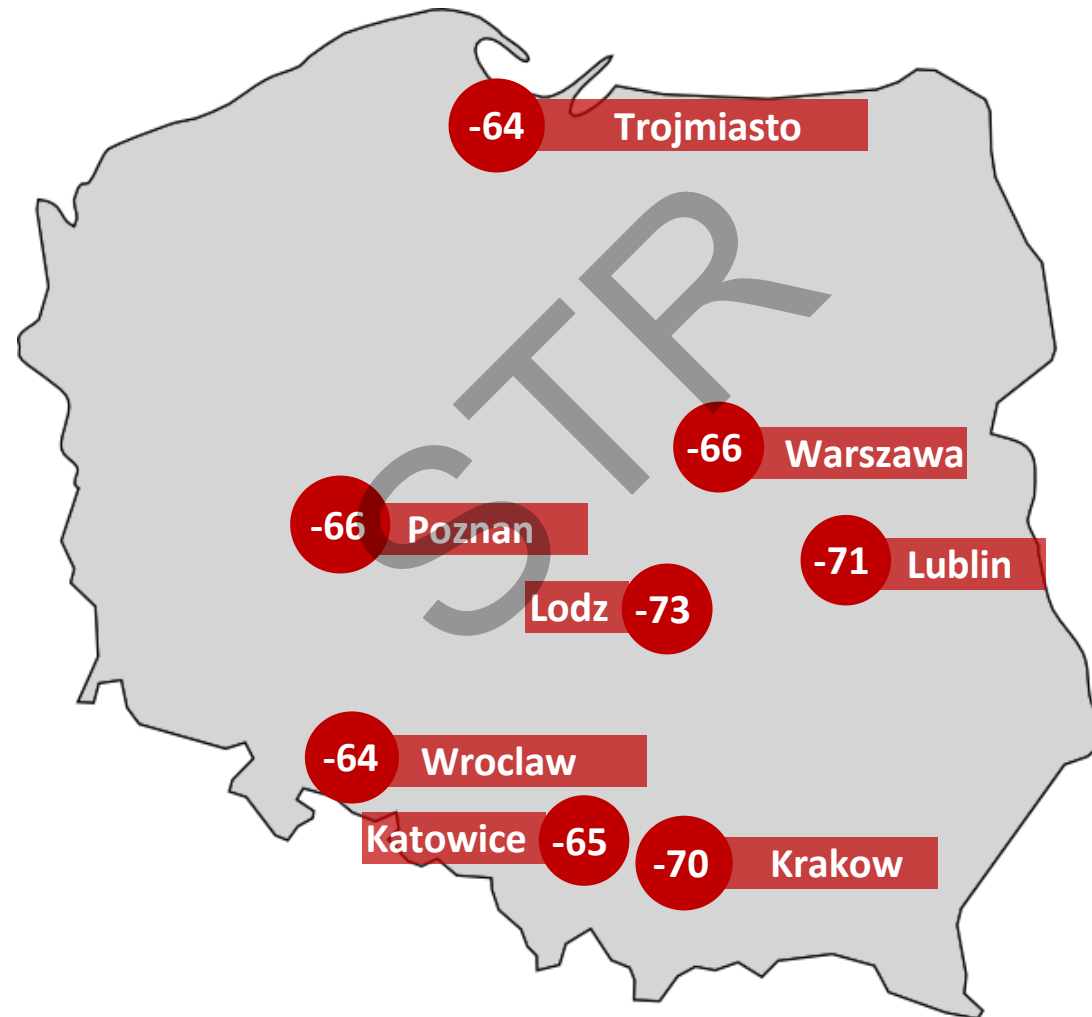 -64 Trojmiasto
STR
-66 Warszawa
-66 Poznan
-71 Lublin
Lodz -73
-64 Wroclaw
Katowice -65
-70 Krakow